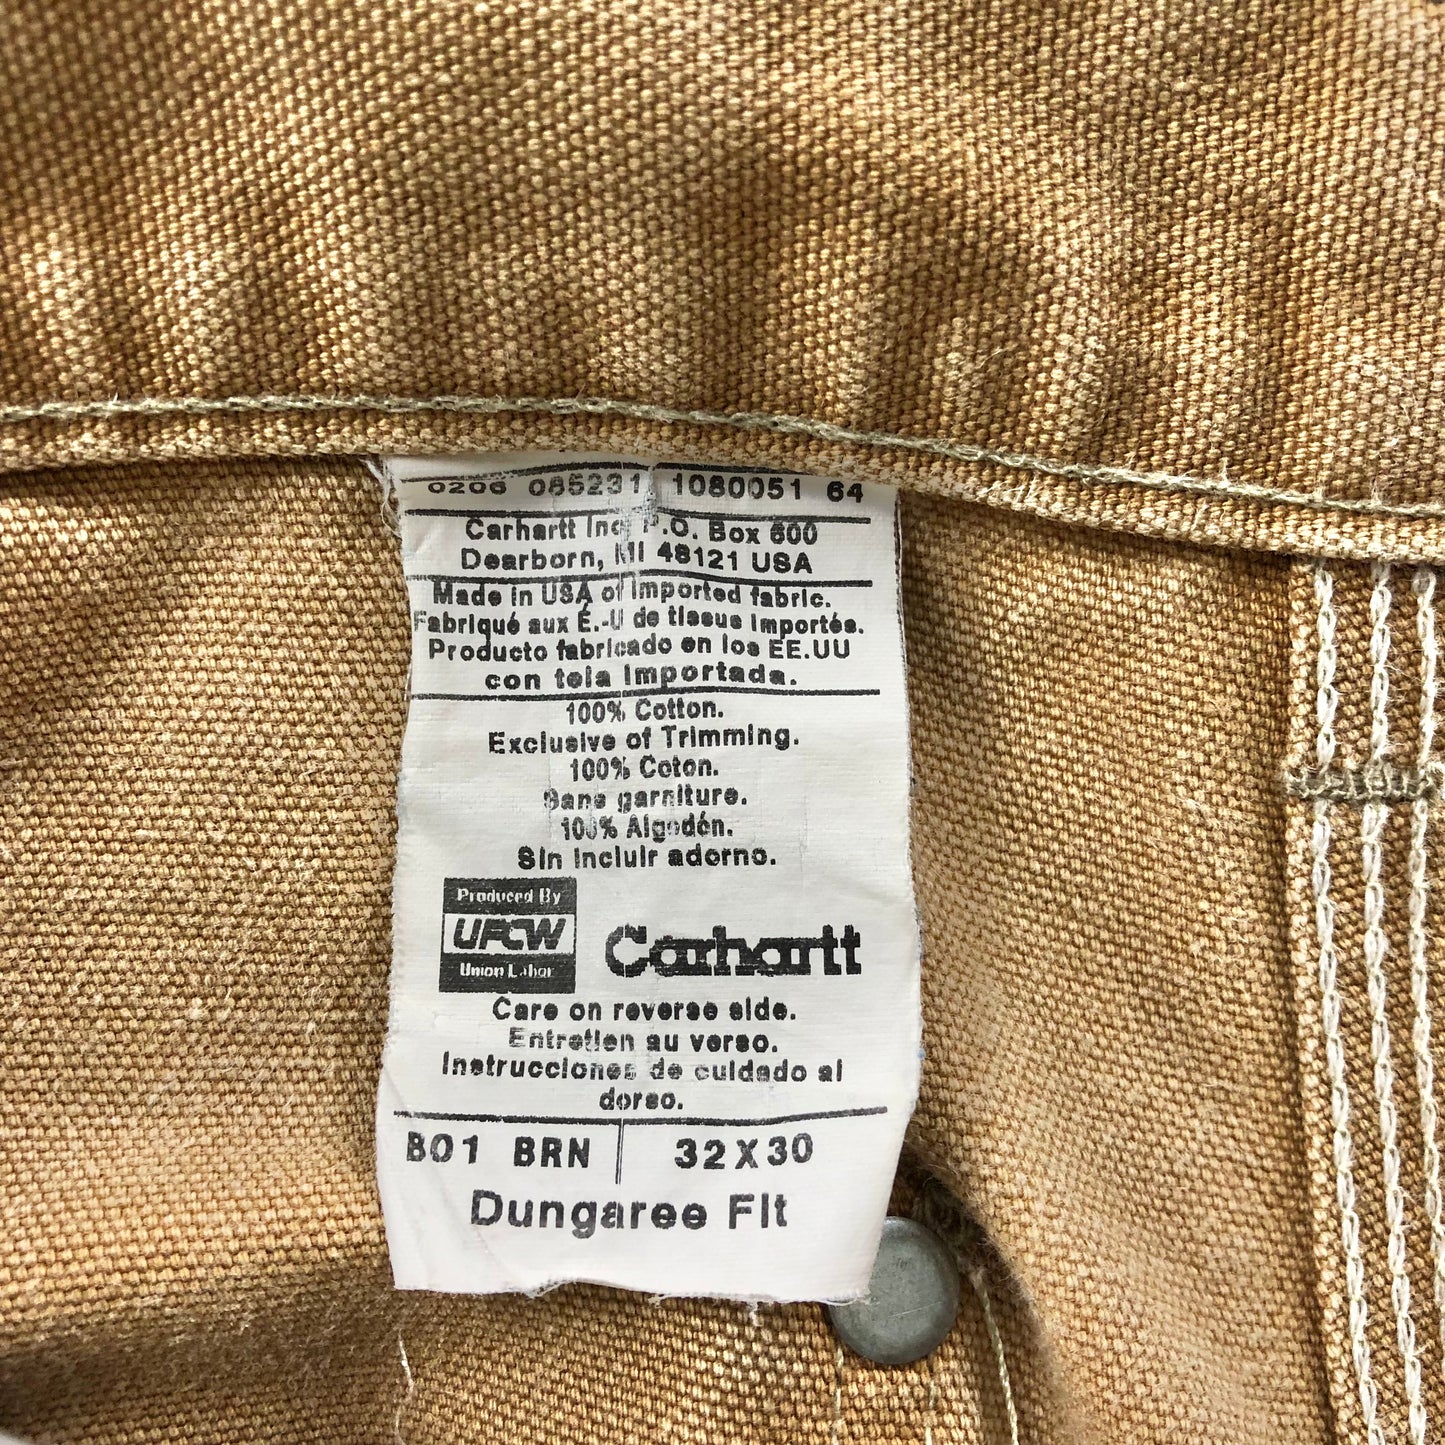 0206 085231 1080051 64
Carhartt Inc. P.O. Box 600
Dearborn, MI 48121 USA
Made in USA of imported fabric.
Fabriqué aux É.-U de tissus importés.
Producto fabricado en los EE.UU
con tela importada.
100% Cotton.
Exclusive of Trimming.
100% Coton.
Sans garniture.
100% Algodón.
Sin incluir adorno.
Produced By
UFCW
Union Labor
Carhartt
Care on reverse side.
Entretien au verso.
Instrucciones de cuidado al
dorso.
B01 BRN 32X30
Dungaree Fit